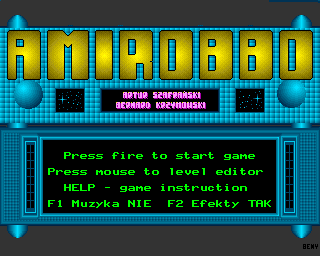 AMIROBBO
ARTUR SZAFRAŃSKI
BERNARD KRZYMOWSKI
Press fire to start game
Press mouse to level editor
HELP - game instruction
F1 Muzyka NIE F2 Efekty TAK
BENY